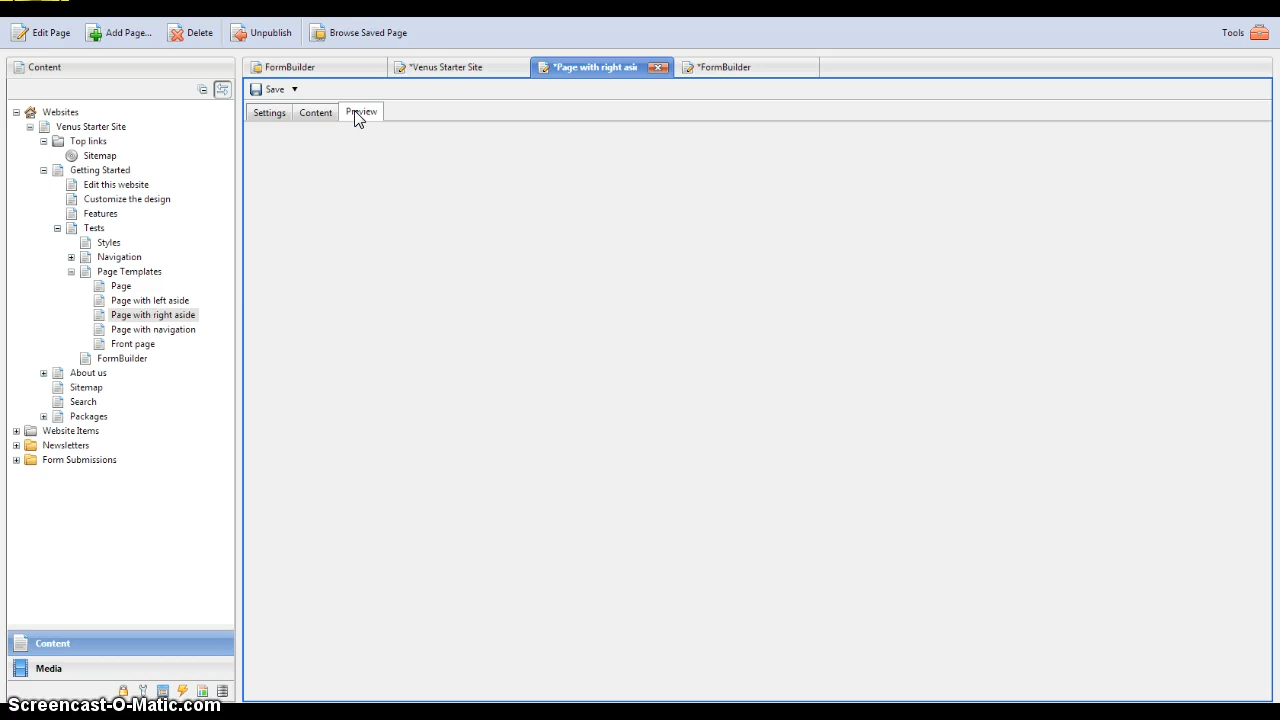 Edit Page Add Page... Delete Unpublish Browse Saved Page Tools
Content FormBuilder *Venus Starter Site *Page with right asi *FormBuilder
Save
Settings Content Preview
Websites
Venus Starter Site
Top links
Sitemap
Getting Started
Edit this website
Customize the design
Features
Tests
Styles
Navigation
Page Templates
Page
Page with left aside
Page with right aside
Page with navigation
Front page
FormBuilder
About us
Sitemap
Search
Packages
Website Items
Newsletters
Form Submissions
Content
Media
Screencast-O-Matic.com